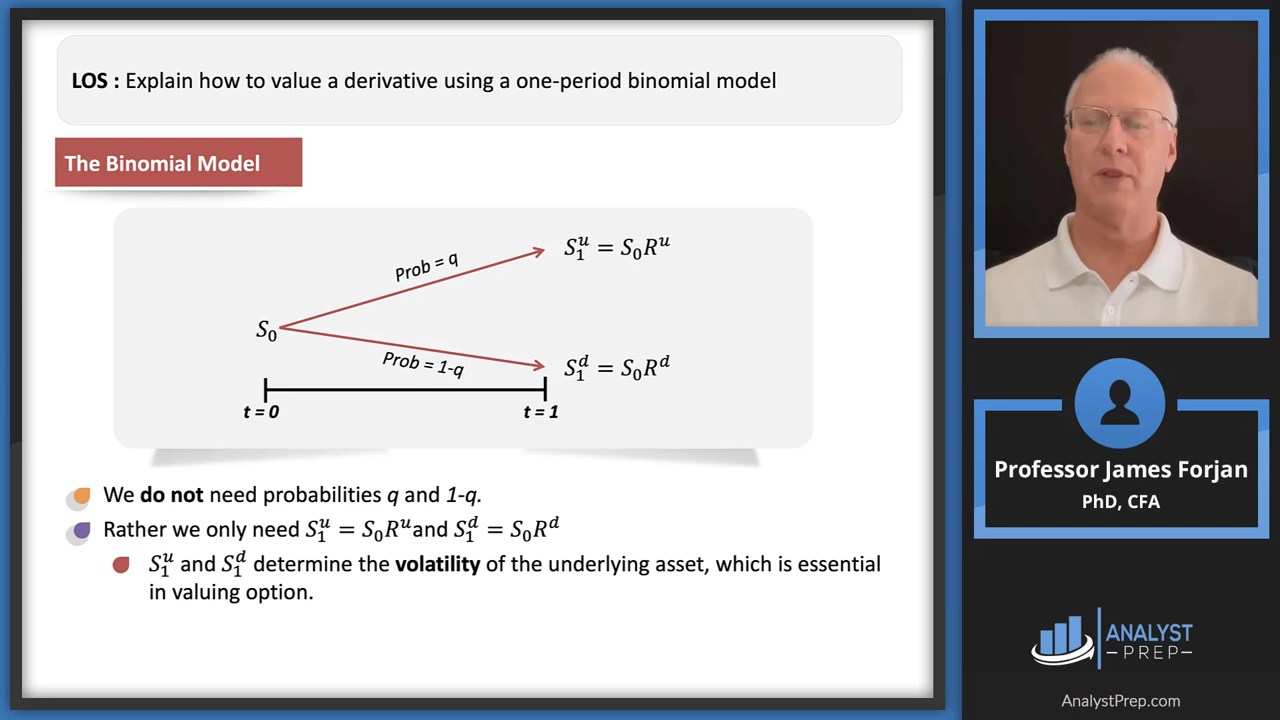 LOS : Explain how to value a derivative using a one-period binomial model
The Binomial Model
Prob = q
S₁ᵘ = S₀Rᵘ
S₀
Prob = 1-q
S₁ᵈ = S₀Rᵈ
t = 0
t = 1
We do not need probabilities q and 1-q.
Rather we only need S₁ᵘ = S₀Rᵘ and S₁ᵈ = S₀Rᵈ
S₁ᵘ and S₁ᵈ determine the volatility of the underlying asset, which is essential
in valuing option.
Professor James Forjan
PhD, CFA
ANALYST
–PREP–
AnalystPrep.com